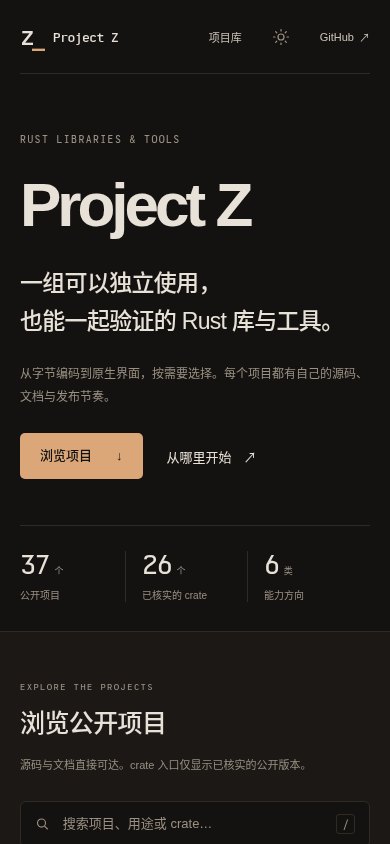 Z_ Project Z 项目库 GitHub ↗
RUST LIBRARIES & TOOLS
Project Z
一组可以独立使用，
也能一起验证的 Rust 库与工具。
从字节编码到原生界面，按需要选择。每个项目都有自己的源码、
文档与发布节奏。
浏览项目 ↓ 从哪里开始 ↗
37 个 26 个 6 类
公开项目 已核实的 crate 能力方向
EXPLORE THE PROJECTS
浏览公开项目
源码与文档直接可达。crate 入口仅显示已核实的公开版本。
搜索项目、用途或 crate… /